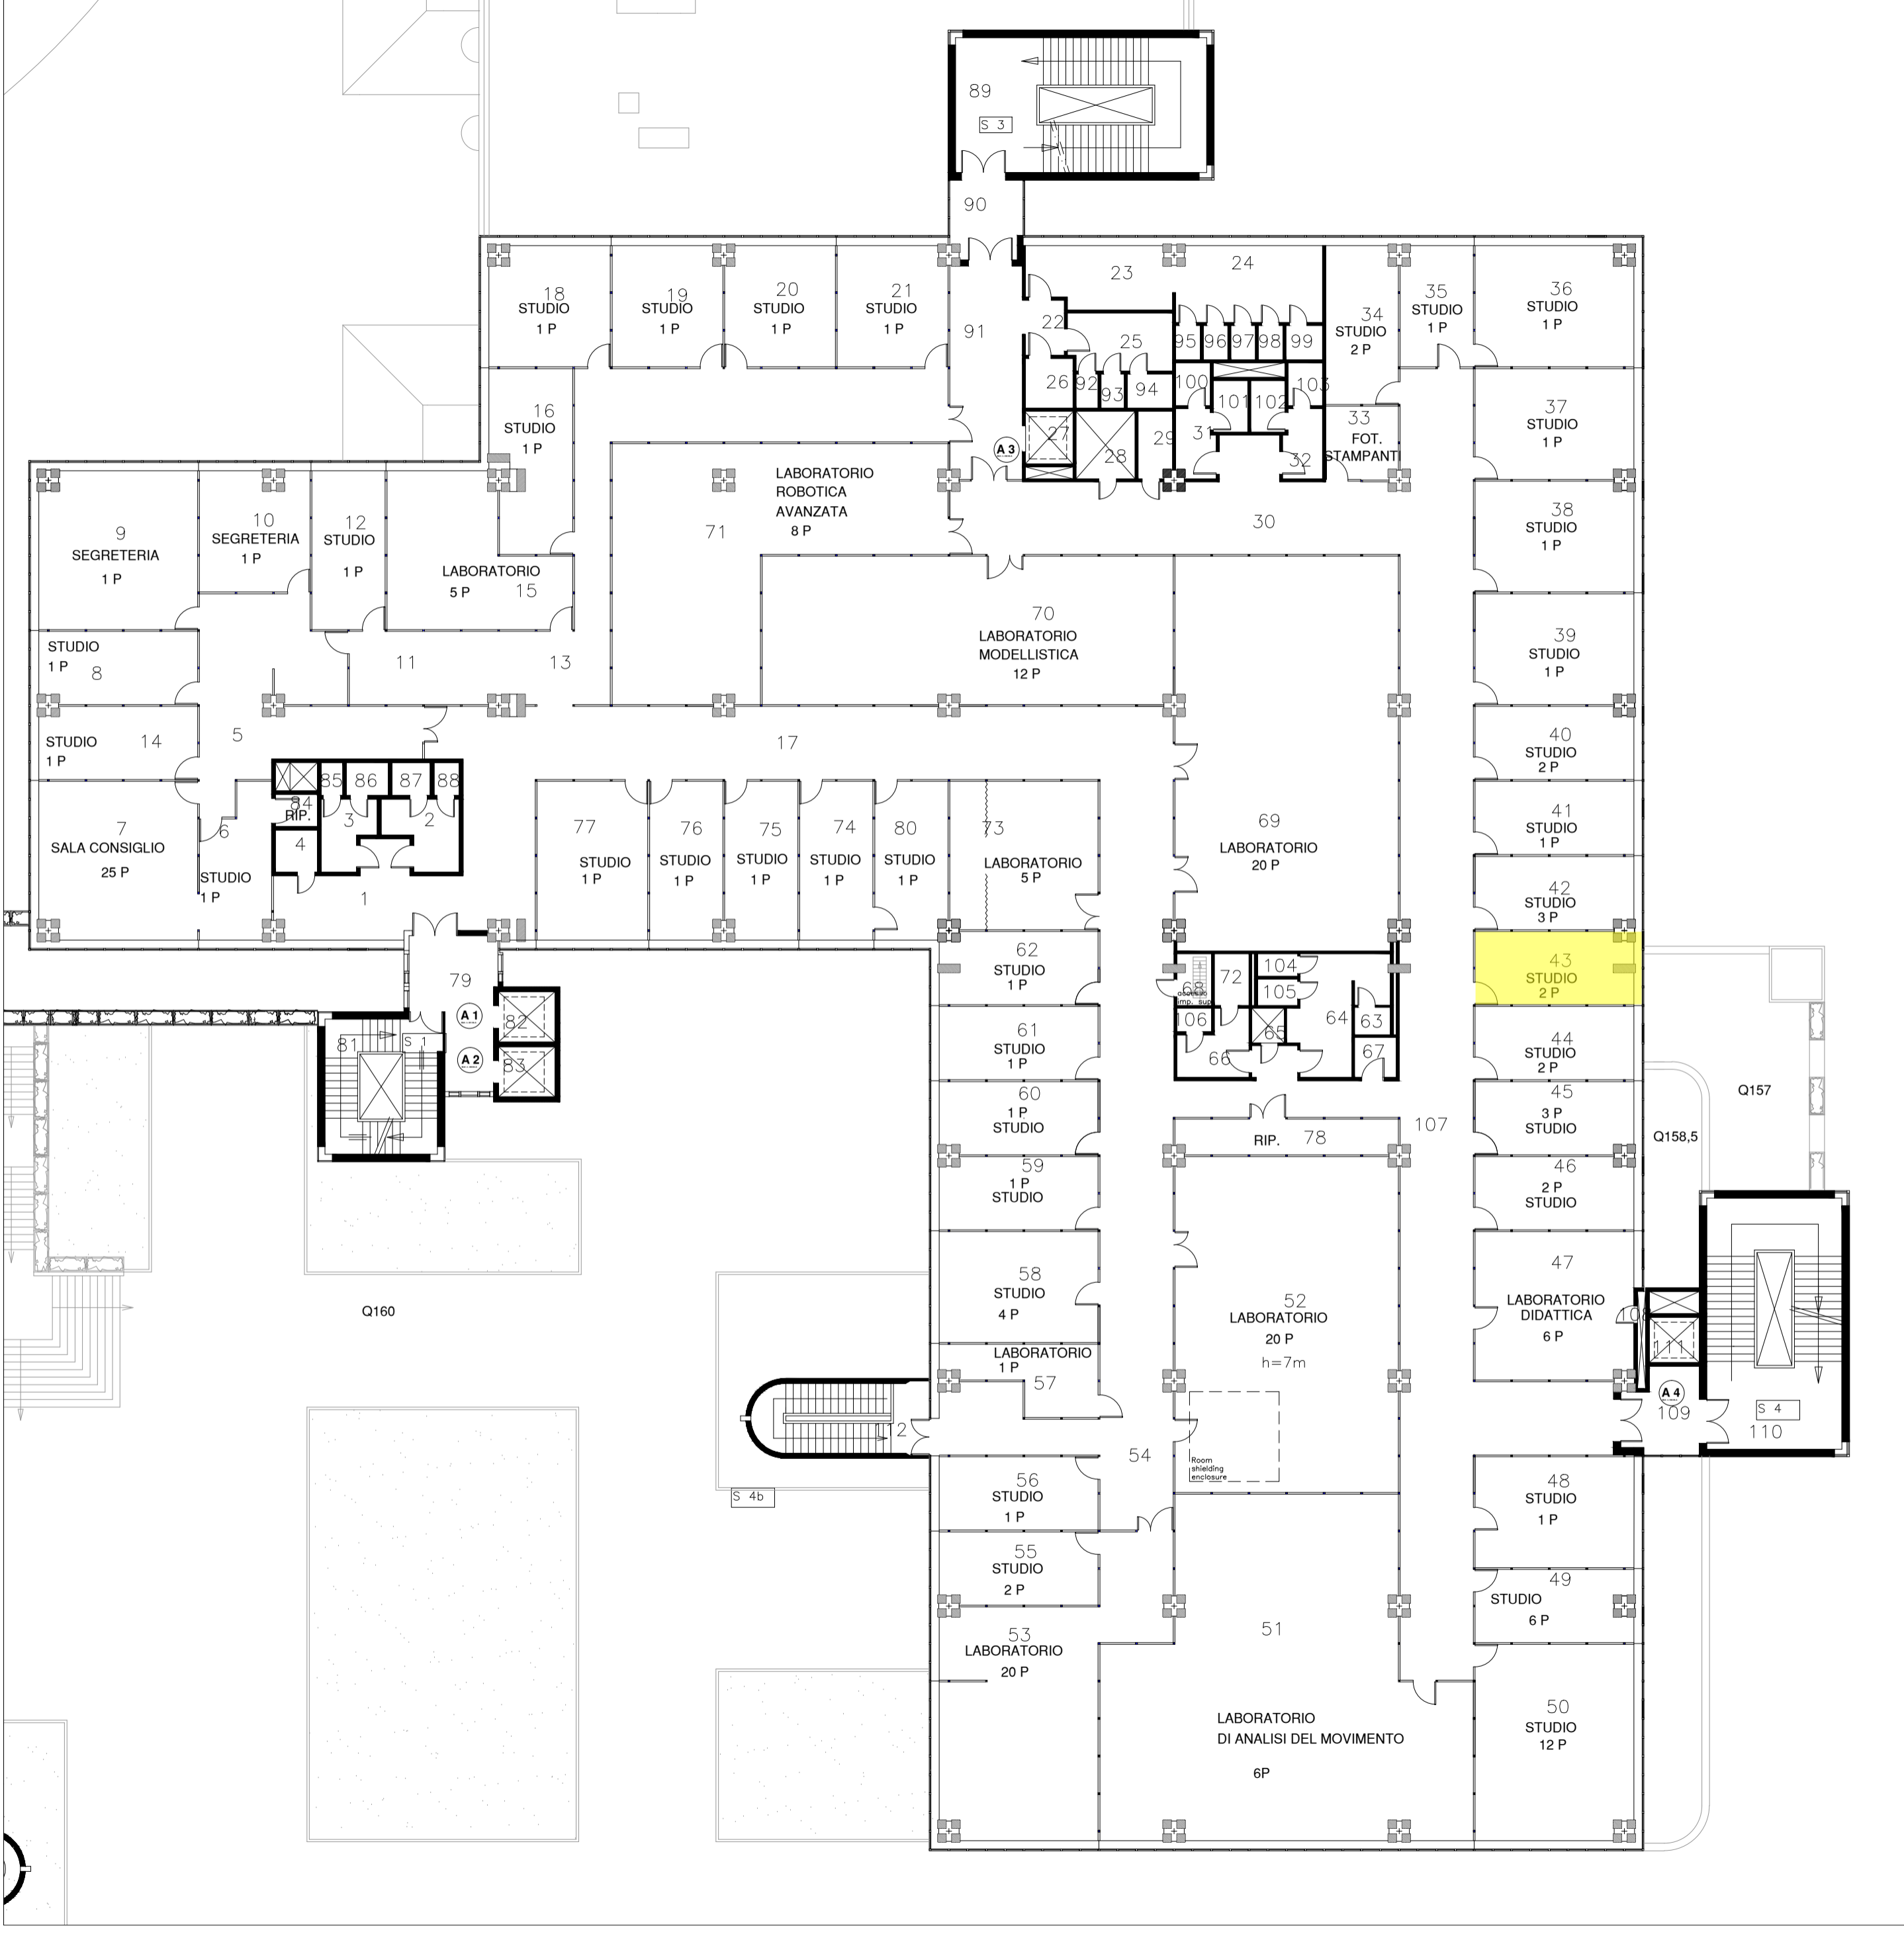 89
S 3
90
18
STUDIO
1 P
19
STUDIO
1 P
20
STUDIO
1 P
21
STUDIO
1 P
91
22
23
24
25
26
27
28
29
92
93
94
95
96
97
98
99
100
101
102
103
31
32
A 3
34
STUDIO
2 P
35
STUDIO
1 P
36
STUDIO
1 P
33
FOT.
STAMPANTI
37
STUDIO
1 P
16
STUDIO
1 P
9
SEGRETERIA
1 P
10
SEGRETERIA
1 P
12
STUDIO
1 P
LABORATORIO
5 P
15
71
LABORATORIO
ROBOTICA
AVANZATA
8 P
30
38
STUDIO
1 P
STUDIO
1 P
8
11
13
70
LABORATORIO
MODELLISTICA
12 P
39
STUDIO
1 P
STUDIO
1 P
14
5
17
40
STUDIO
2 P
7
SALA CONSIGLIO
25 P
6
STUDIO
1 P
84
RIP.
85
86
87
88
4
3
2
1
77
STUDIO
1 P
76
STUDIO
1 P
75
STUDIO
1 P
74
STUDIO
1 P
80
STUDIO
1 P
73
LABORATORIO
5 P
69
LABORATORIO
20 P
41
STUDIO
1 P
42
STUDIO
3 P
79
A 1
A 2
82
83
81
S 1
62
STUDIO
1 P
68
72
104
105
106
66
65
64
63
67
43
STUDIO
2 P
61
STUDIO
1 P
44
STUDIO
2 P
60
1 P
STUDIO
RIP.
78
107
45
3 P
STUDIO
Q157
Q158,5
59
1 P
STUDIO
46
2 P
STUDIO
58
STUDIO
4 P
52
LABORATORIO
20 P
h=7m
47
LABORATORIO
DIDATTICA
6 P
111
Q160
LABORATORIO
1 P
57
A 4
109
S 4
110
54
Room
shielding
enclosure
S 4b
56
STUDIO
1 P
48
STUDIO
1 P
55
STUDIO
2 P
49
STUDIO
6 P
53
LABORATORIO
20 P
51
LABORATORIO
DI ANALISI DEL MOVIMENTO
6P
50
STUDIO
12 P